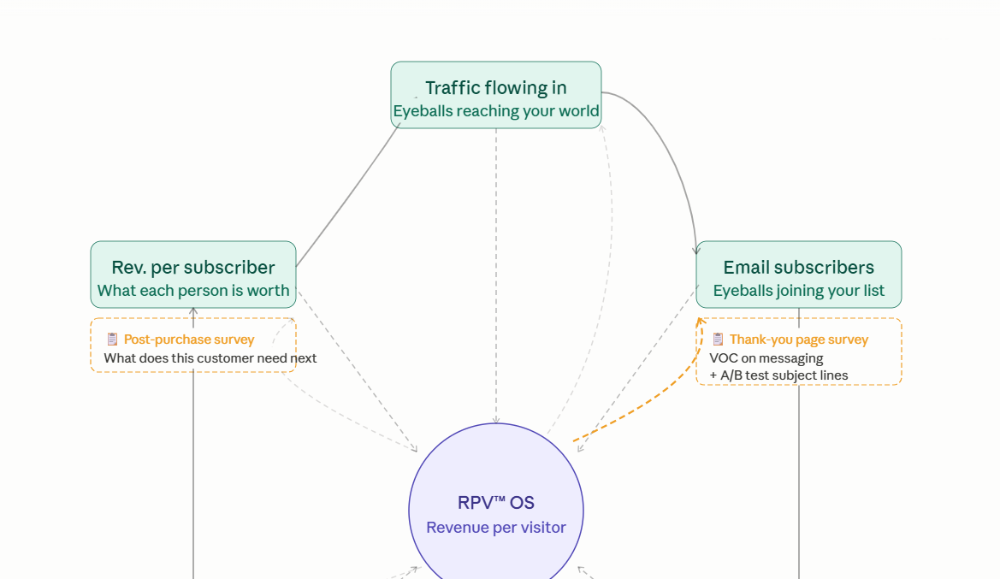 Traffic flowing in
Eyeballs reaching your world
Rev. per subscriber
What each person is worth
Email subscribers
Eyeballs joining your list
Post-purchase survey
What does this customer need next
Thank-you page survey
VOC on messaging
+ A/B test subject lines
RPV™ OS
Revenue per visitor